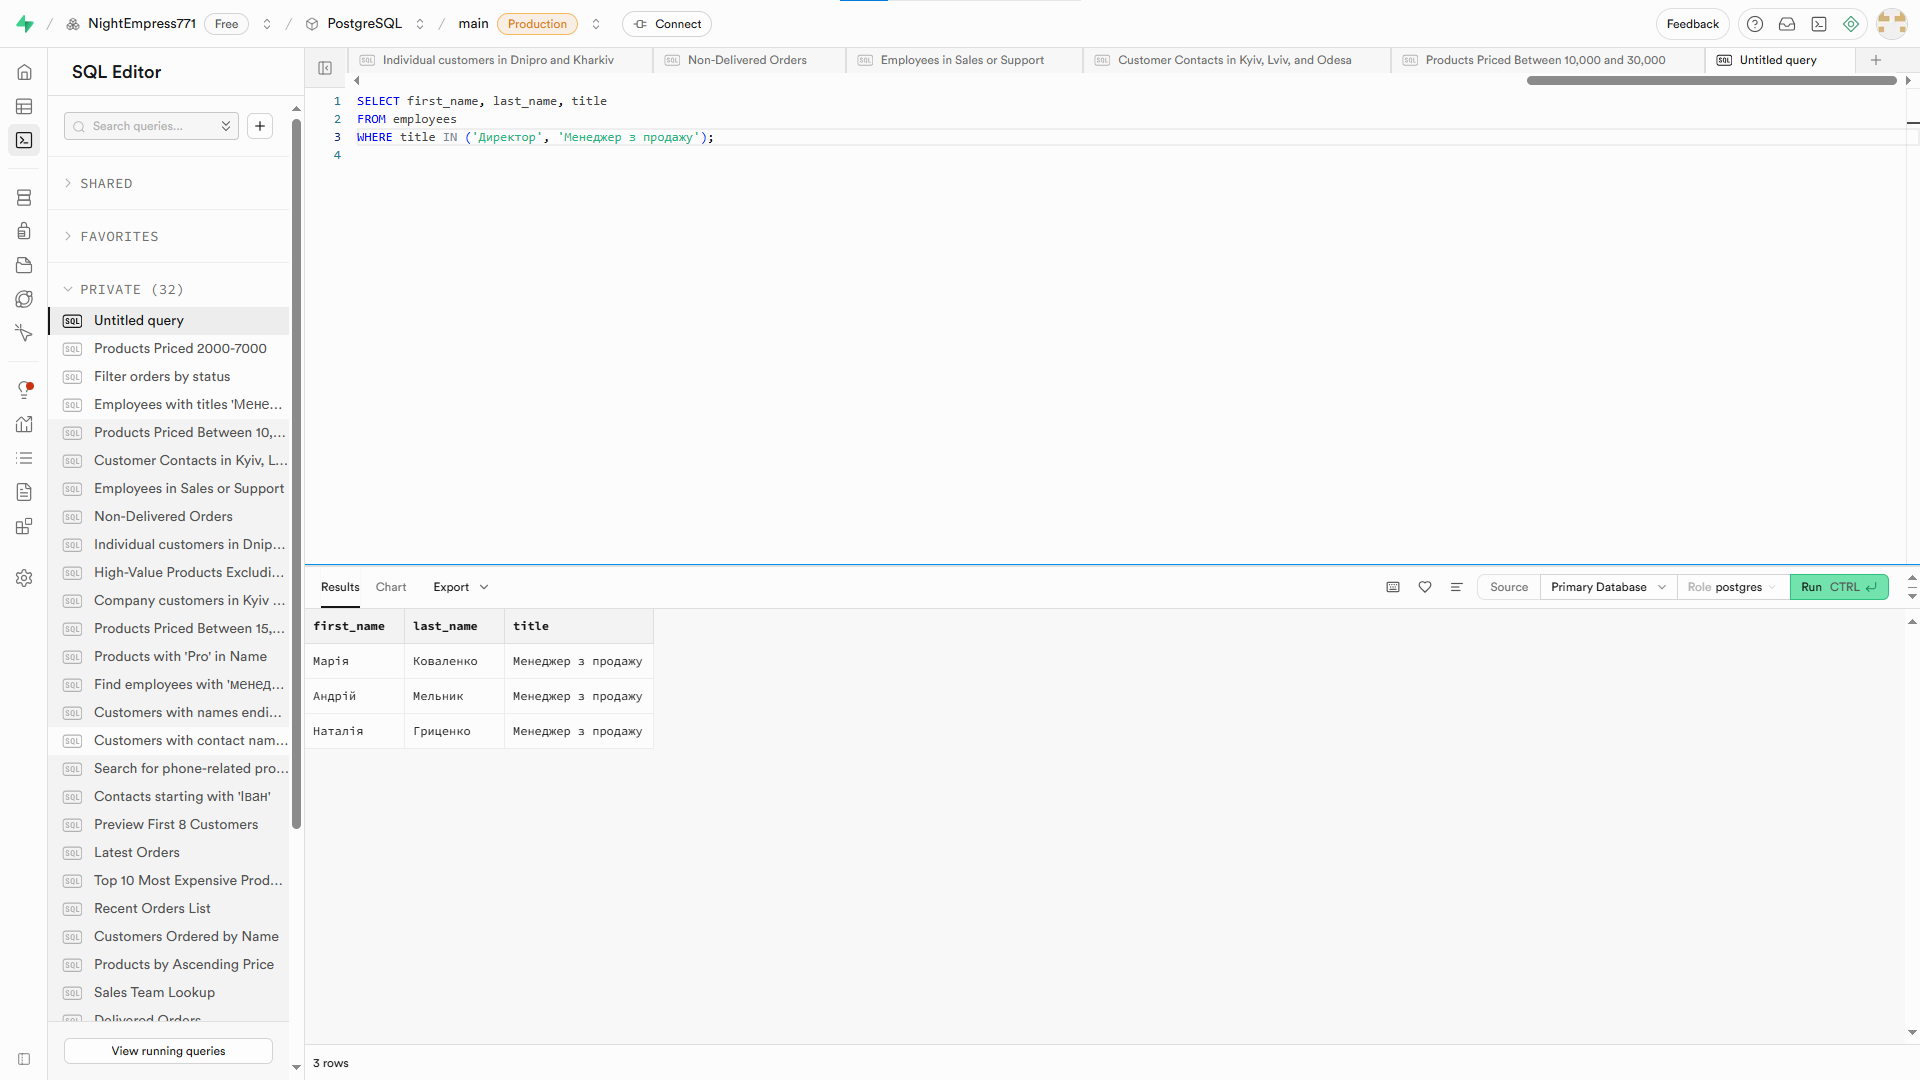 / NightEmpress771 Free / PostgreSQL / main Production Connect Feedback
SQL Editor
Individual customers in Dnipro and Kharkiv
Non-Delivered Orders
Employees in Sales or Support
Customer Contacts in Kyiv, Lviv, and Odesa
Products Priced Between 10,000 and 30,000
Untitled query
Search queries...
1 SELECT first_name, last_name, title
2 FROM employees
3 WHERE title IN ('Директор', 'Менеджер з продажу');
4
SHARED
FAVORITES
PRIVATE (32)
SQL Untitled query
SQL Products Priced 2000-7000
SQL Filter orders by status
SQL Employees with titles 'Мене...
SQL Products Priced Between 10,...
SQL Customer Contacts in Kyiv, L...
SQL Employees in Sales or Support
SQL Non-Delivered Orders
SQL Individual customers in Dnip...
SQL High-Value Products Excludi...
SQL Company customers in Kyiv ...
SQL Products Priced Between 15,...
SQL Products with 'Pro' in Name
SQL Find employees with 'менед...
SQL Customers with names endi...
SQL Customers with contact nam...
SQL Search for phone-related pro...
SQL Contacts starting with 'Іван'
SQL Preview First 8 Customers
SQL Latest Orders
SQL Top 10 Most Expensive Prod...
SQL Recent Orders List
SQL Customers Ordered by Name
SQL Products by Ascending Price
SQL Sales Team Lookup
SQL Delivered Orders
View running queries
Results Chart Export Source Primary Database Role postgres Run CTRL
first_name last_name title
Марія Коваленко Менеджер з продажу
Андрій Мельник Менеджер з продажу
Наталія Гриценко Менеджер з продажу
3 rows